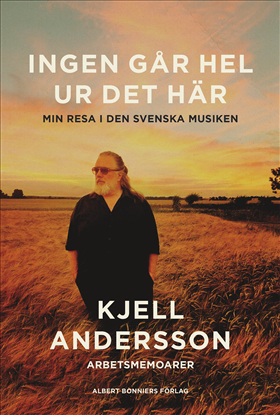 INGEN GÅR HEL
UR DET HÄR
MIN RESA I DEN SVENSKA MUSIKEN
KJELL
ANDERSSON
ARBETSMEMOARER
ALBERT BONNIERS FÖRLAG